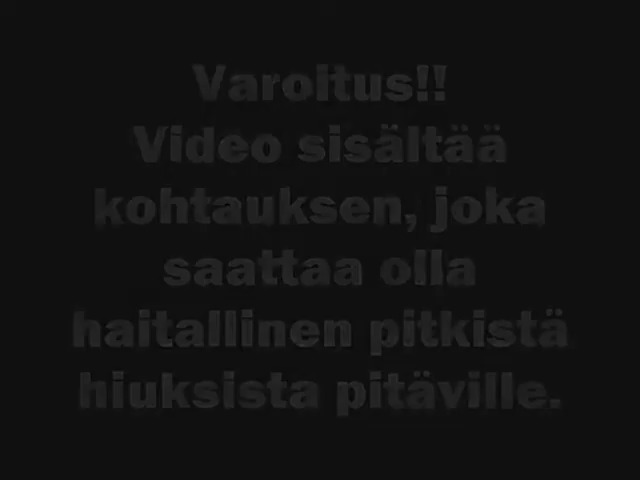 Varoitus!!
Video sisältää
kohtauksen, joka
saattaa olla
haitallinen pitkistä
hiuksista pitäville.